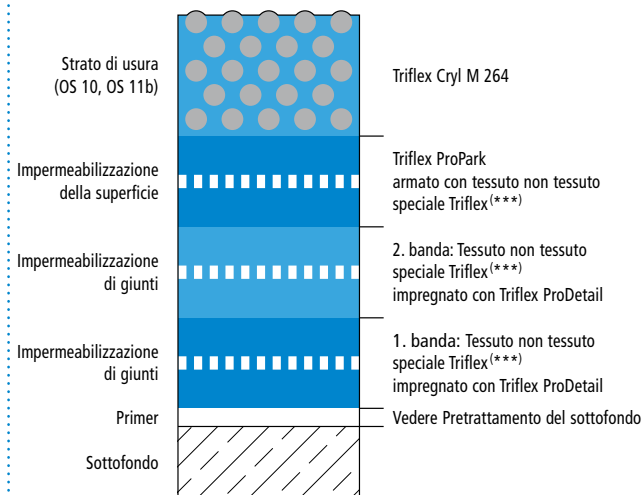 Strato di usura
(OS 10, OS 11b)
Triflex Cryl M 264
Impermeabilizzazione
della superficie
Triflex ProPark
armato con tessuto non tessuto
speciale Triflex(***)
Impermeabilizzazione
di giunti
2. banda: Tessuto non tessuto
speciale Triflex(***)
impregnato con Triflex ProDetail
Impermeabilizzazione
di giunti
1. banda: Tessuto non tessuto
speciale Triflex(***)
impregnato con Triflex ProDetail
Primer
Vedere Pretrattamento del sottofondo
Sottofondo